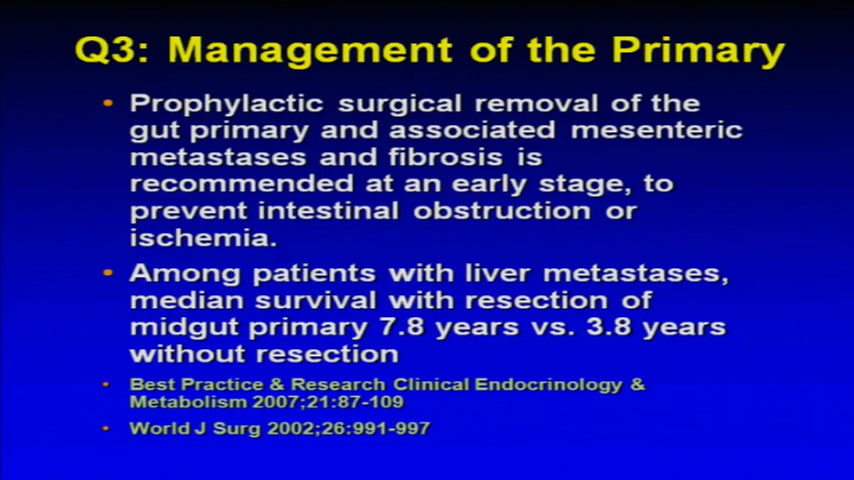 Q3: Management of the Primary
• Prophylactic surgical removal of the
gut primary and associated mesenteric
metastases and fibrosis is
recommended at an early stage, to
prevent intestinal obstruction or
ischemia.
• Among patients with liver metastases,
median survival with resection of
midgut primary 7.8 years vs. 3.8 years
without resection
• Best Practice & Research Clinical Endocrinology &
Metabolism 2007;21:87-109
• World J Surg 2002;26:991-997